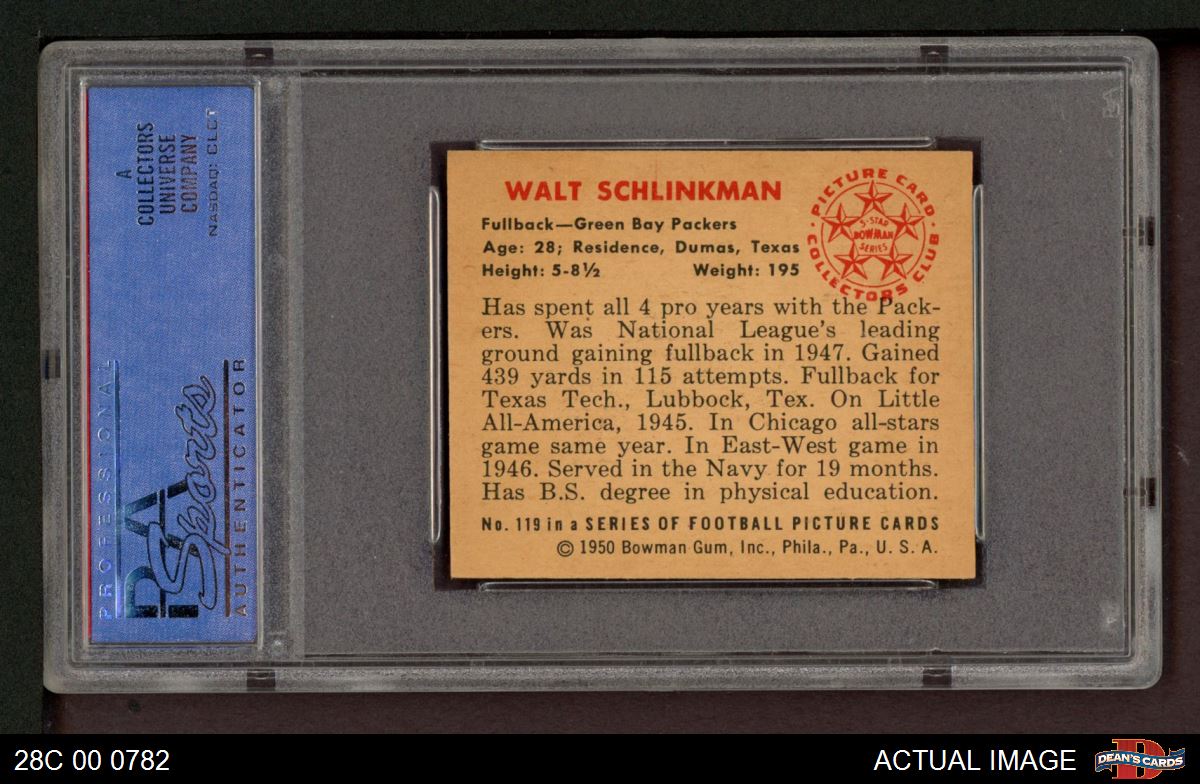 A
COLLECTORS
UNIVERSE
COMPANY
NASDAQ: CLCT
PROFESSIONAL
PSA
Sports
AUTHENTICATOR
WALT SCHLINKMAN
Fullback—Green Bay Packers
Age: 28; Residence, Dumas, Texas
Height: 5-8½ Weight: 195
PICTURE CARD
COLLECTORS CLUB
5-STAR
BOWMAN
SERIES
Has spent all 4 pro years with the Pack-
ers. Was National League's leading
ground gaining fullback in 1947. Gained
439 yards in 115 attempts. Fullback for
Texas Tech., Lubbock, Tex. On Little
All-America, 1945. In Chicago all-stars
game same year. In East-West game in
1946. Served in the Navy for 19 months.
Has B.S. degree in physical education.
No. 119 in a SERIES OF FOOTBALL PICTURE CARDS
© 1950 Bowman Gum, Inc., Phila., Pa., U. S. A.
28C 00 0782
ACTUAL IMAGE
D
DEAN'S CARDS